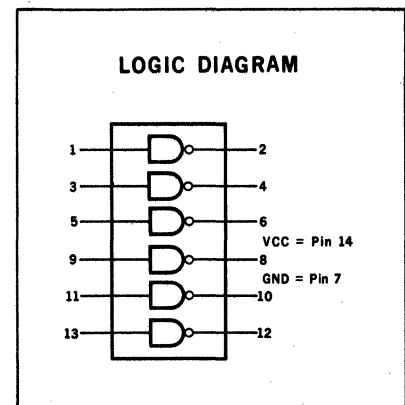 LOGIC DIAGRAM
1 2
3 4
5 6
VCC = Pin 14
9 8
GND = Pin 7
11 10
13 12